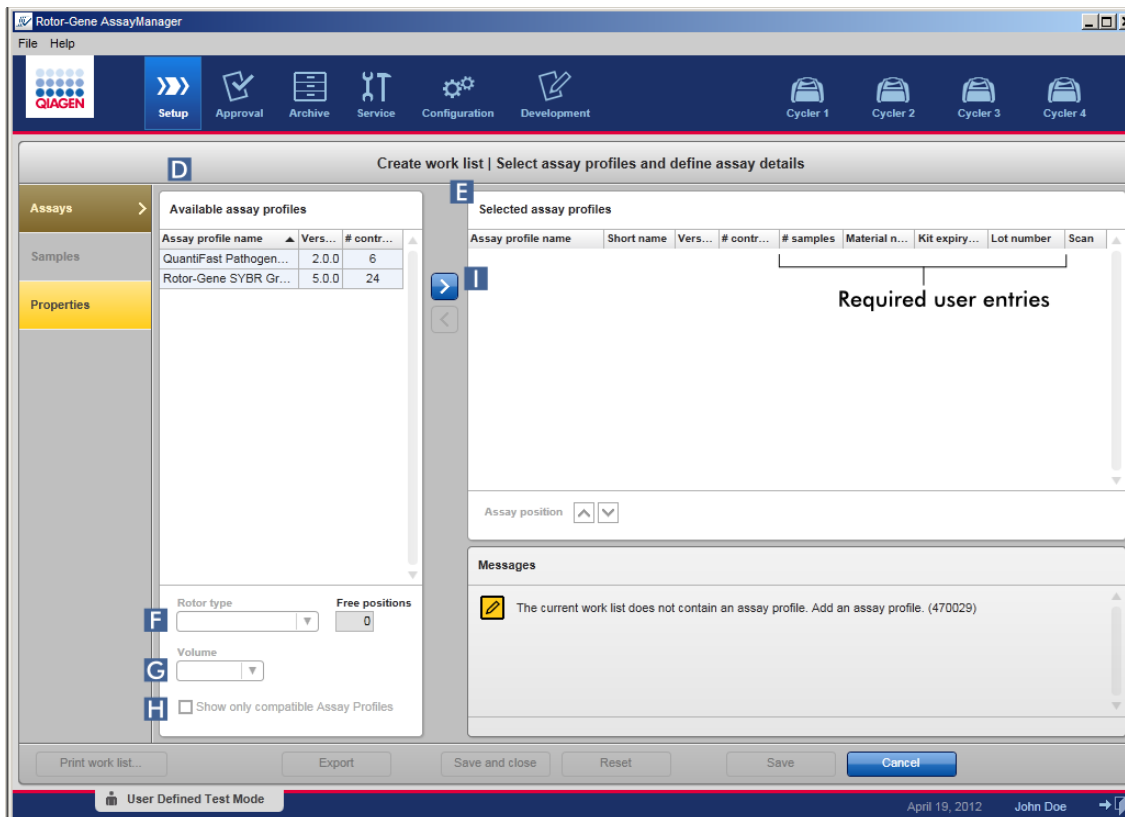 Rotor-Gene AssayManager
File Help
QIAGEN
Setup Approval Archive Service Configuration Development Cycler 1 Cycler 2 Cycler 3 Cycler 4
Create work list | Select assay profiles and define assay details
D
E
Assays
Samples
Properties
Available assay profiles
Assay profile name Vers... # contr...
QuantiFast Pathogen... 2.0.0 6
Rotor-Gene SYBR Gr... 5.0.0 24
I
Selected assay profiles
Assay profile name Short name Vers... # contr... # samples Material n... Kit expiry... Lot number Scan
Required user entries
Assay position
F
Rotor type Free positions
0
G
Volume
H
Show only compatible Assay Profiles
Messages
The current work list does not contain an assay profile. Add an assay profile. (470029)
Print work list... Export Save and close Reset Save Cancel
User Defined Test Mode
April 19, 2012 John Doe